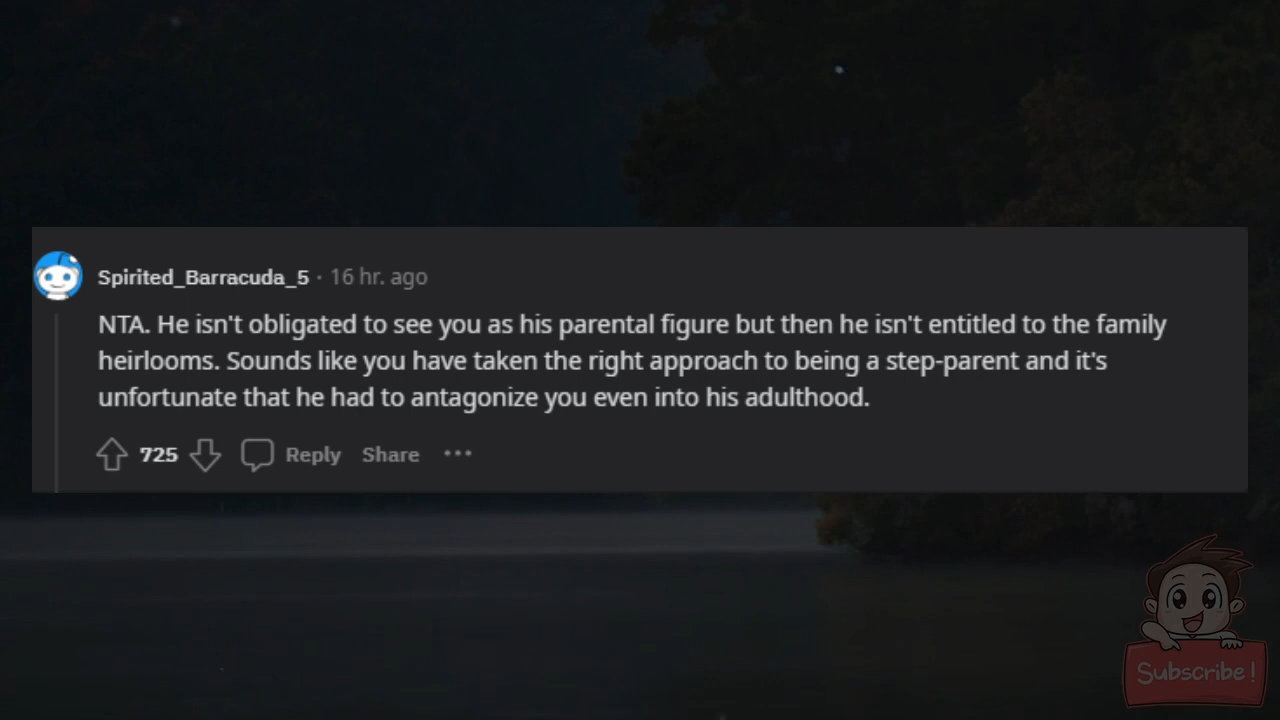 Spirited_Barracuda_5 · 16 hr. ago
NTA. He isn't obligated to see you as his parental figure but then he isn't entitled to the family
heirlooms. Sounds like you have taken the right approach to being a step-parent and it's
unfortunate that he had to antagonize you even into his adulthood.
725 Reply Share ···
Subscribe!